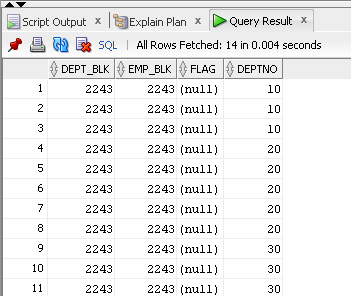 Script Output x Explain Plan x Query Result x
SQL | All Rows Fetched: 14 in 0.004 seconds
DEPT_BLK EMP_BLK FLAG DEPTNO
1 2243 2243 (null) 10
2 2243 2243 (null) 10
3 2243 2243 (null) 10
4 2243 2243 (null) 20
5 2243 2243 (null) 20
6 2243 2243 (null) 20
7 2243 2243 (null) 20
8 2243 2243 (null) 20
9 2243 2243 (null) 30
10 2243 2243 (null) 30
11 2243 2243 (null) 30